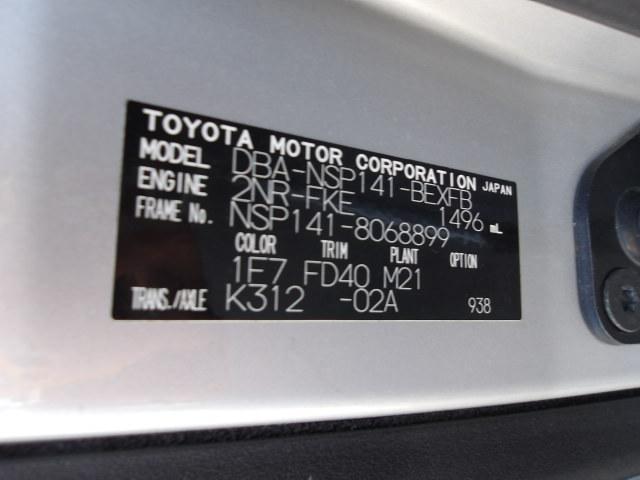 TOYOTA MOTOR CORPORATION JAPAN
MODEL DBA-NSP141-BEXFB
ENGINE 2NR-FKE 1496 mL
FRAME No. NSP141-8068899
COLOR TRIM PLANT OPTION
1E7 FD40 M21
TRANS./AXLE K312 -02A 938